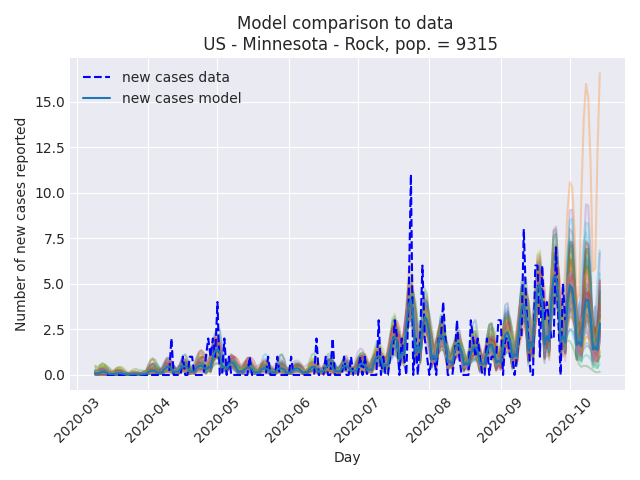 Model comparison to data
US - Minnesota - Rock, pop. = 9315
new cases data
new cases model
Number of new cases reported
15.0
12.5
10.0
7.5
5.0
2.5
0.0
2020-03
2020-04
2020-05
2020-06
2020-07
2020-08
2020-09
2020-10
Day